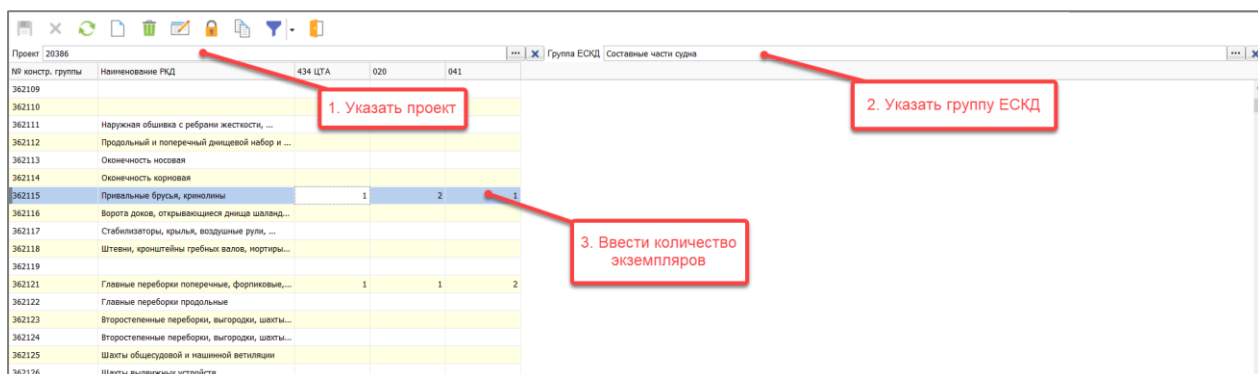 Проект 20386 ... Группа ЕСКД Составные части судна ...
№ констр. группы Наименование РКД 434 ЦТА 020 041
362109
362110
1. Указать проект
2. Указать группу ЕСКД
362111 Наружная обшивка с ребрами жесткости, ...
362112 Продольный и поперечный днищевой набор и ...
362113 Оконечность носовая
362114 Оконечность кормовая
362115 Привальные брусья, кринолины 1 2 1
362116 Ворота доков, открывающиеся днища шаланд...
362117 Стабилизаторы, крылья, воздушные рули, ...
3. Ввести количество
экземпляров
362118 Штевни, кронштейны гребных валов, мортиры...
362119
362121 Главные переборки поперечные, форпиковые,... 1 1 2
362122 Главные переборки продольные
362123 Второстепенные переборки, выгородки, шахты...
362124 Второстепенные переборки, выгородки, шахты...
362125 Шахты общесудовой и машинной ветиляции
362126 Шахты выдвижных устройств